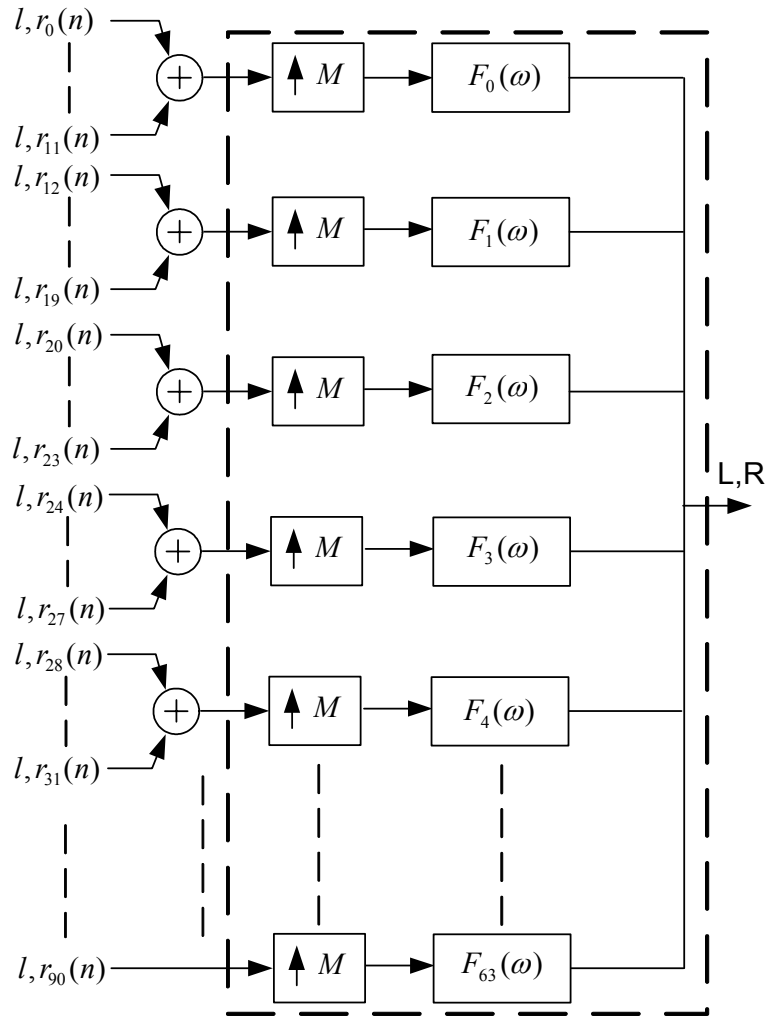 l,r₀(n)
↑ M
F₀(ω)
+
l,r₁₁(n)
l,r₁₂(n)
↑ M
F₁(ω)
+
l,r₁₉(n)
l,r₂₀(n)
↑ M
F₂(ω)
+
l,r₂₃(n)
L,R
l,r₂₄(n)
↑ M
F₃(ω)
+
l,r₂₇(n)
l,r₂₈(n)
↑ M
F₄(ω)
+
l,r₃₁(n)
l,r₉₀(n)
↑ M
F₆₃(ω)